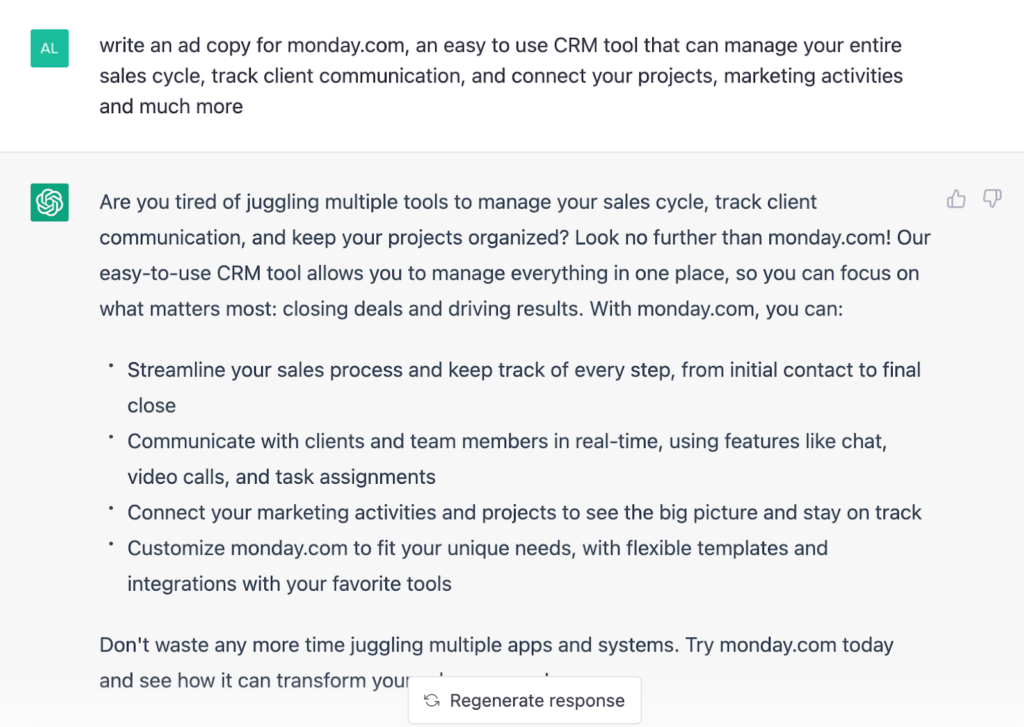 AL
write an ad copy for monday.com, an easy to use CRM tool that can manage your entire
sales cycle, track client communication, and connect your projects, marketing activities
and much more
Are you tired of juggling multiple tools to manage your sales cycle, track client
communication, and keep your projects organized? Look no further than monday.com! Our
easy-to-use CRM tool allows you to manage everything in one place, so you can focus on
what matters most: closing deals and driving results. With monday.com, you can:
• Streamline your sales process and keep track of every step, from initial contact to final
close
• Communicate with clients and team members in real-time, using features like chat,
video calls, and task assignments
• Connect your marketing activities and projects to see the big picture and stay on track
• Customize monday.com to fit your unique needs, with flexible templates and
integrations with your favorite tools
Don't waste any more time juggling multiple apps and systems. Try monday.com today
and see how it can transform your
Regenerate response